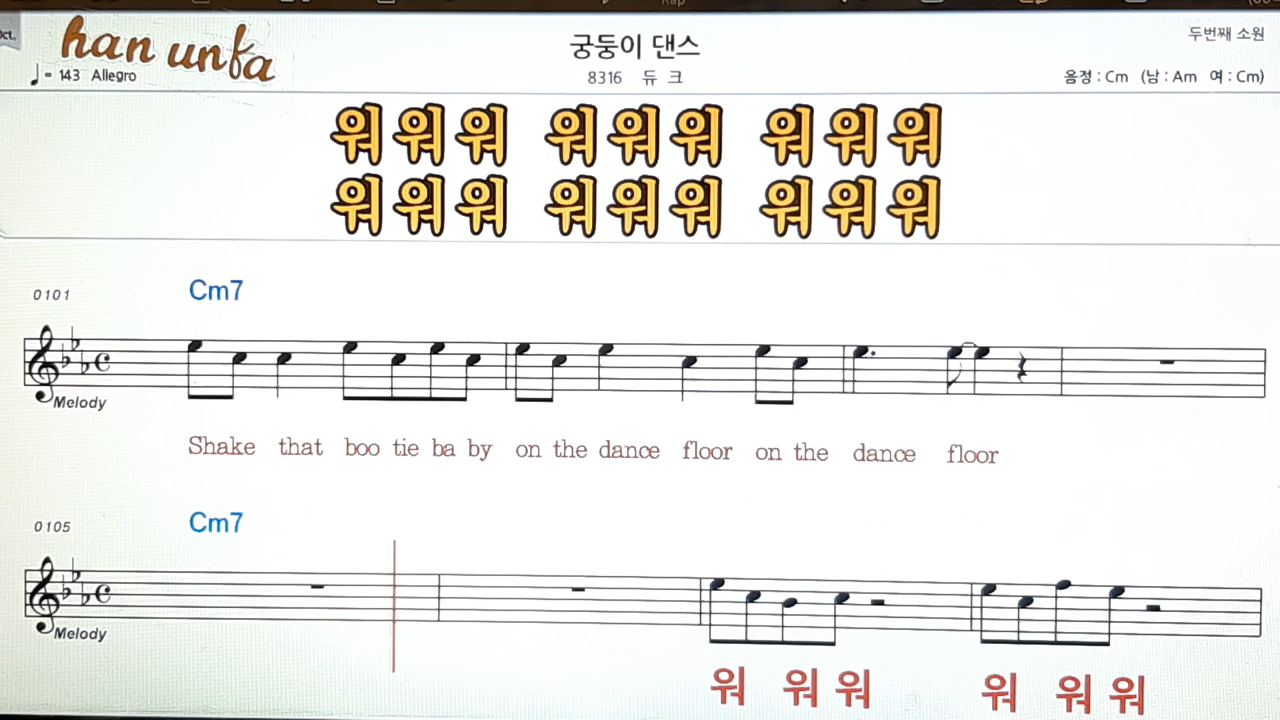 Rap
Oct.
han unfa
두번째 소원
궁둥이 댄스
♩= 143 Allegro
8316 듀 크
음정 : Cm (남 : Am 여 : Cm)
워워워 워워워 워워워
워워워 워워워 워워워
0101
Cm7
Melody
Shake that boo tie ba by on the dance floor on the dance floor
0105
Cm7
Melody
워 워 워 워 워 워